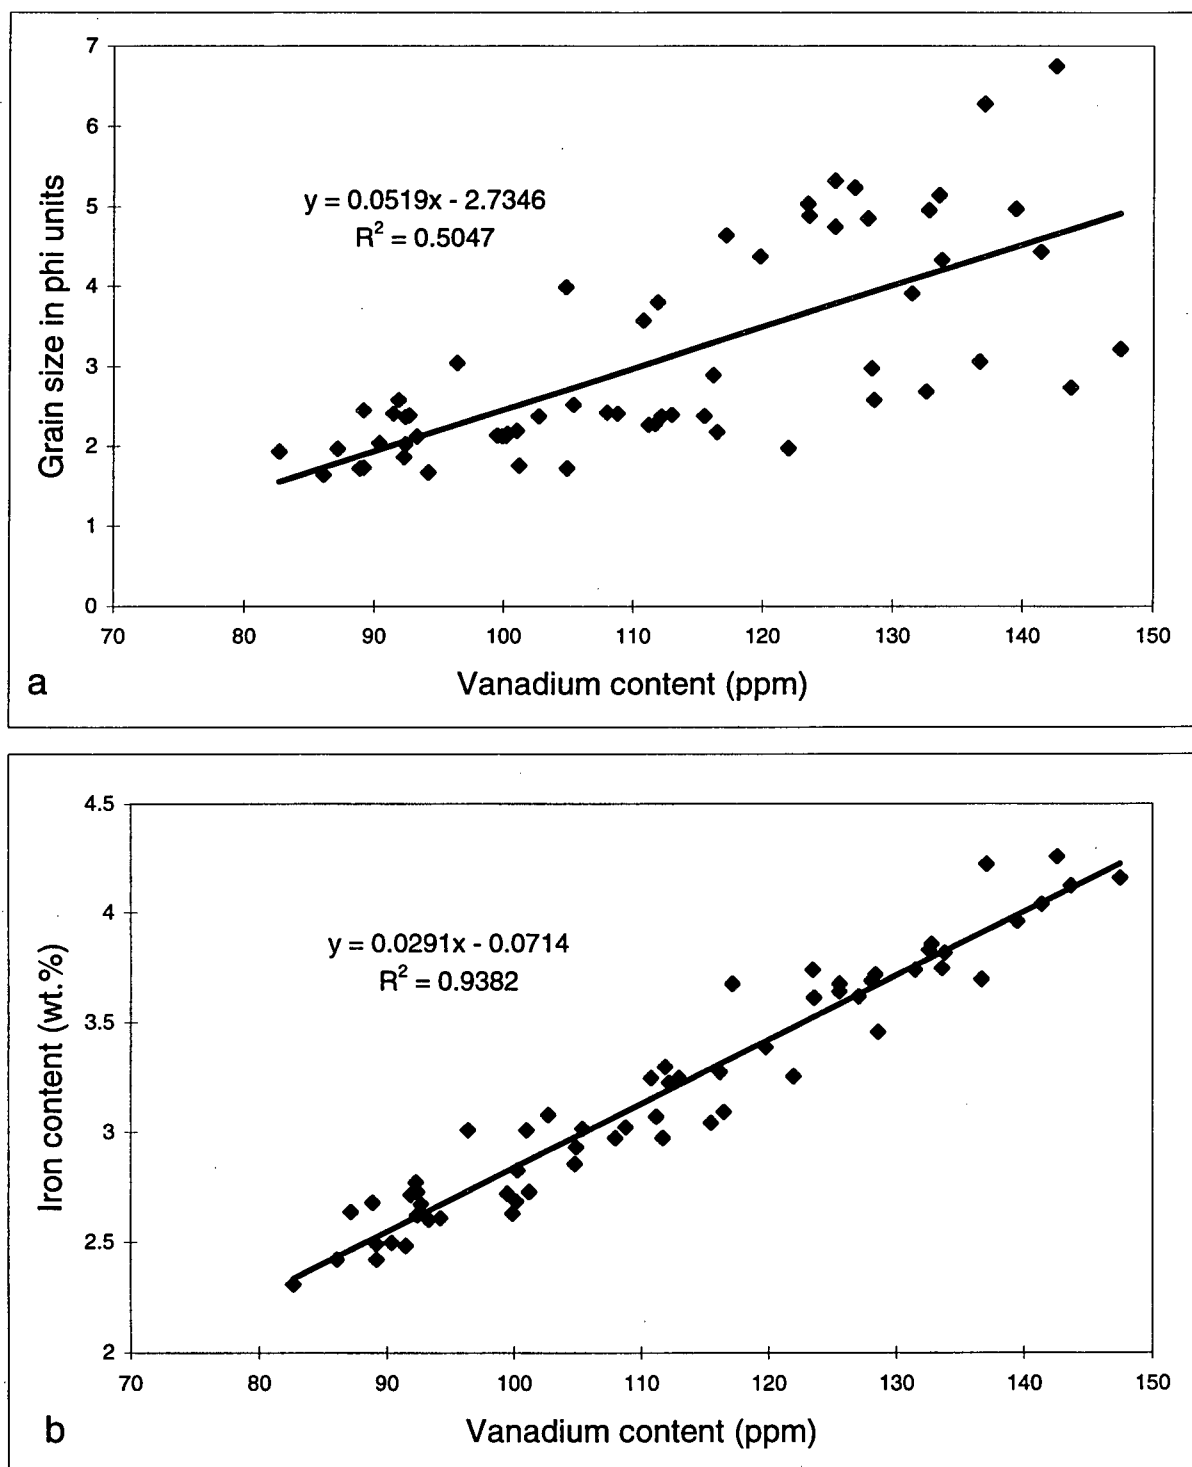 7
6
5
4
3
2
1
0
Grain size in phi units
y = 0.0519x - 2.7346
R² = 0.5047
70 80 90 100 110 120 130 140 150
Vanadium content (ppm)
a
4.5
4
3.5
3
2.5
2
Iron content (wt.%)
y = 0.0291x - 0.0714
R² = 0.9382
70 80 90 100 110 120 130 140 150
Vanadium content (ppm)
b